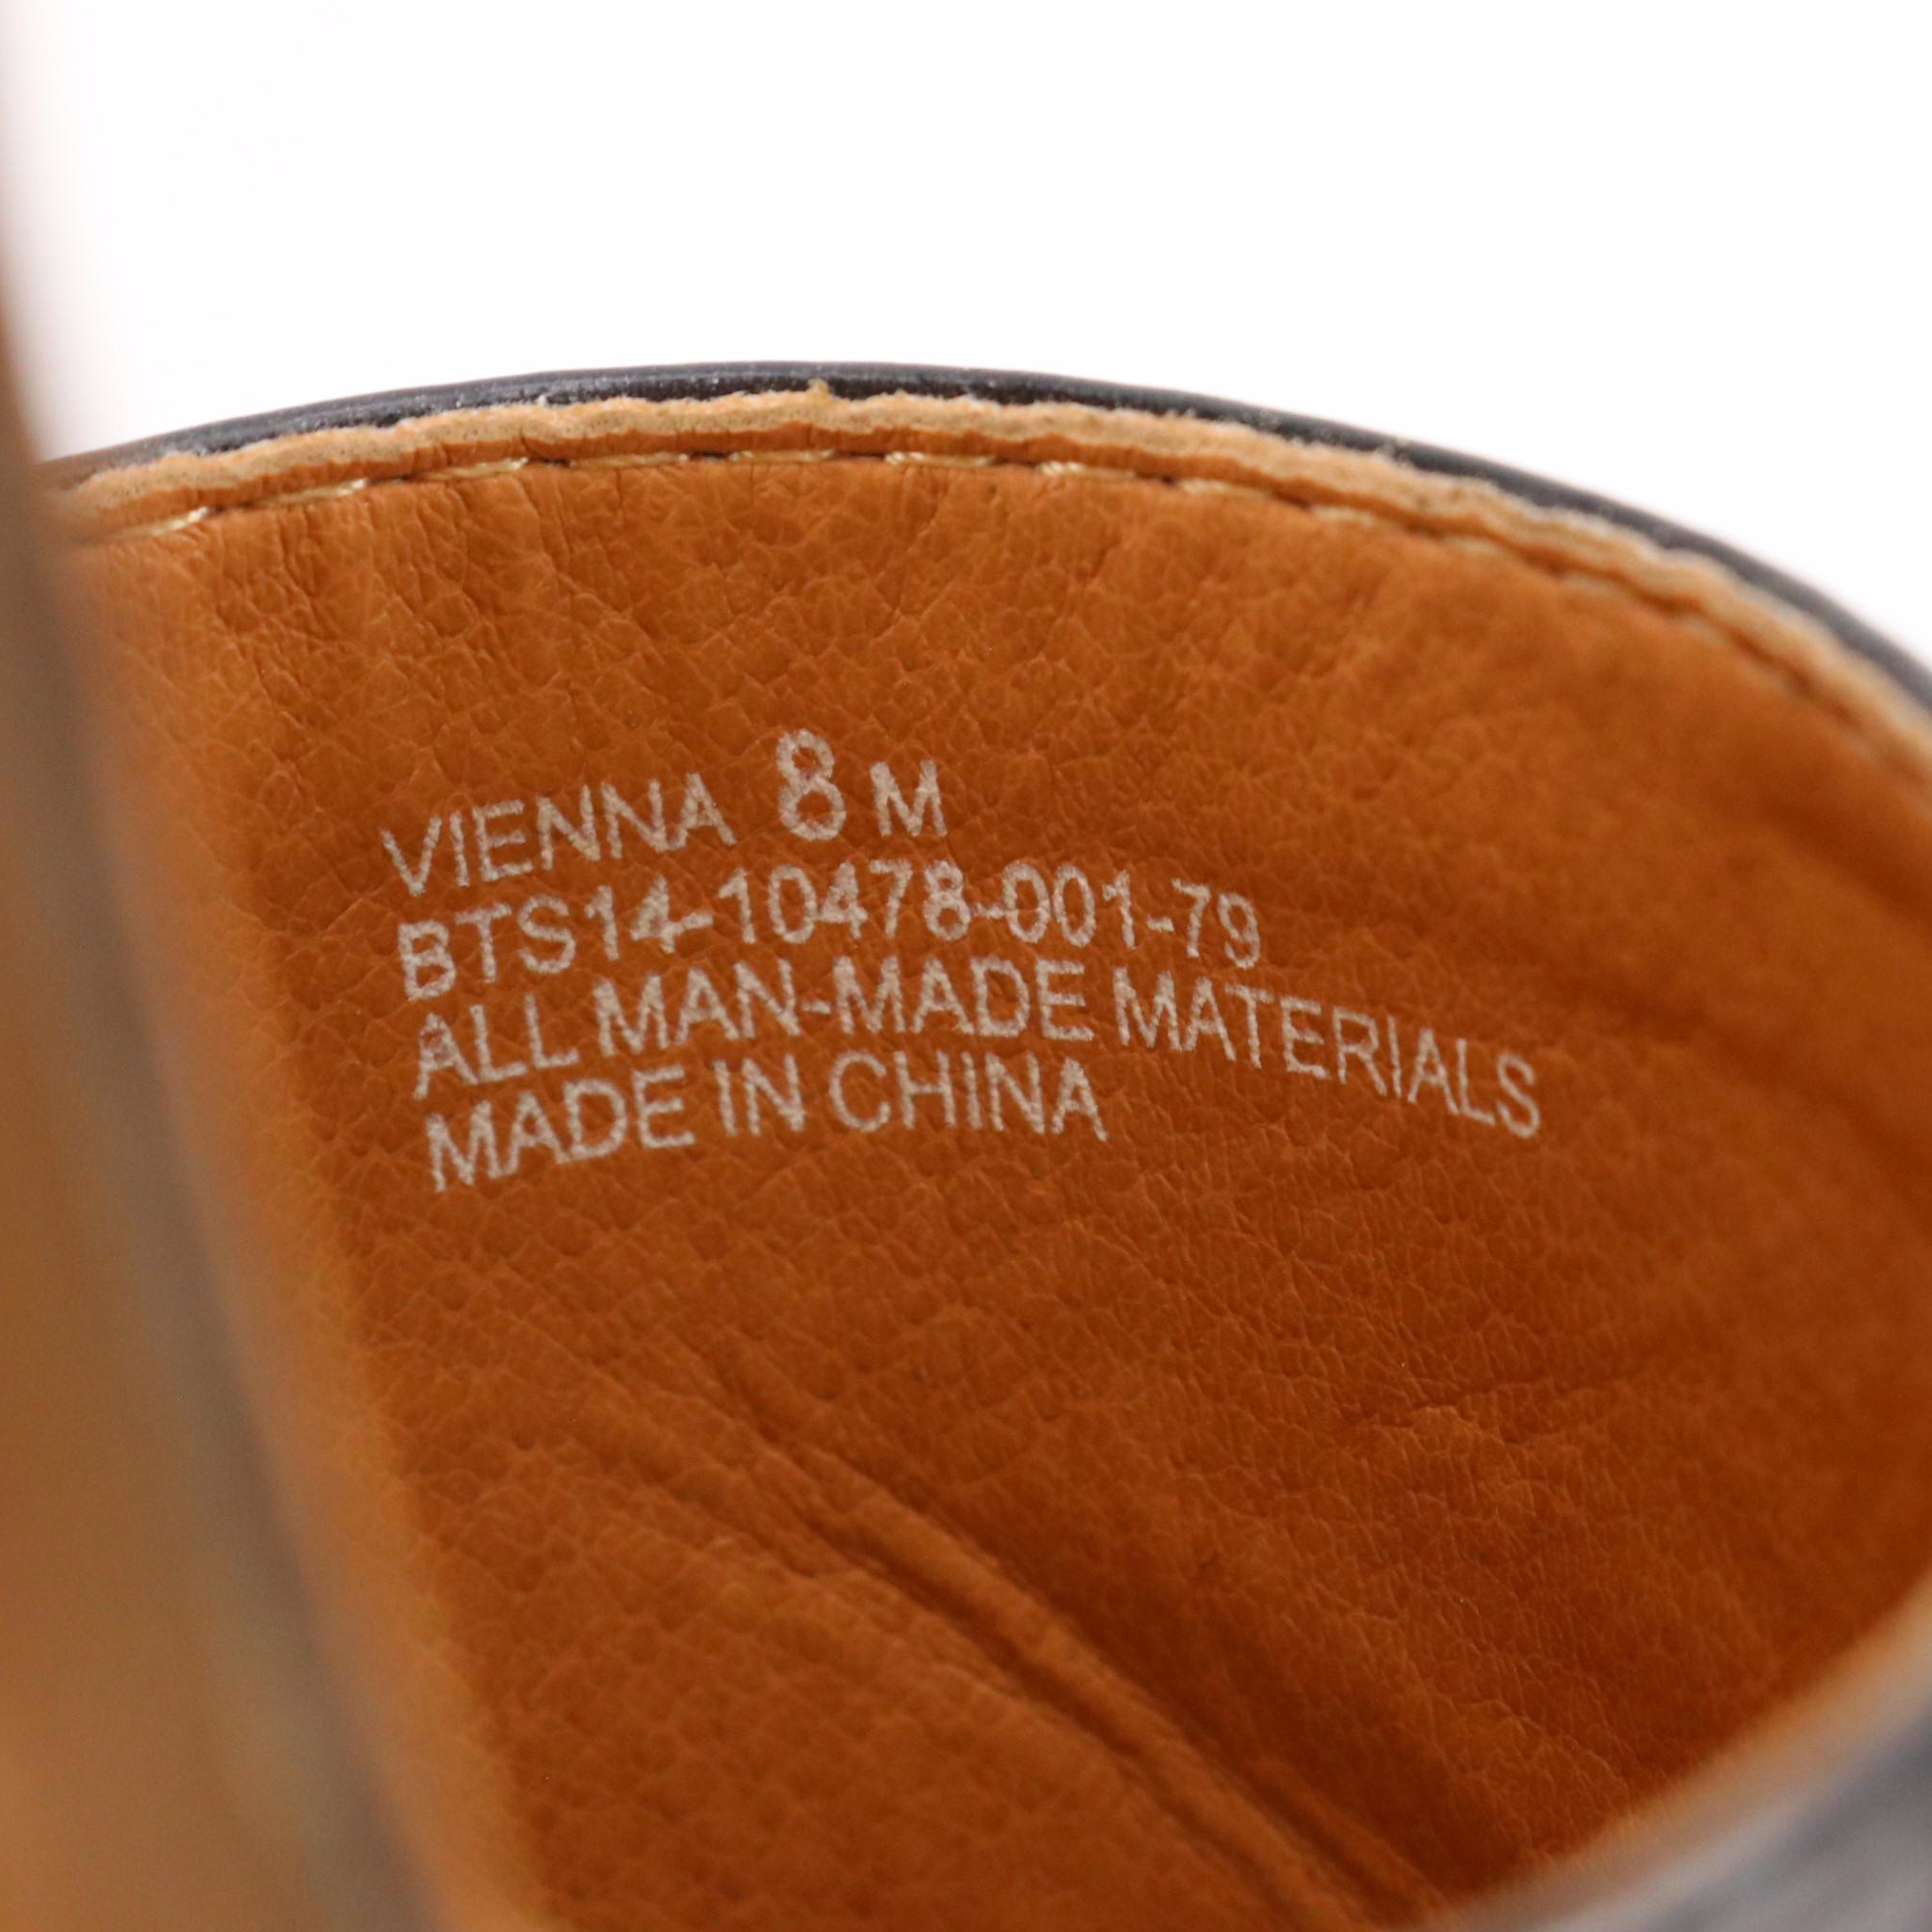 VIENNA 8 M
BTS14-10478-001-79
ALL MAN-MADE MATERIALS
MADE IN CHINA